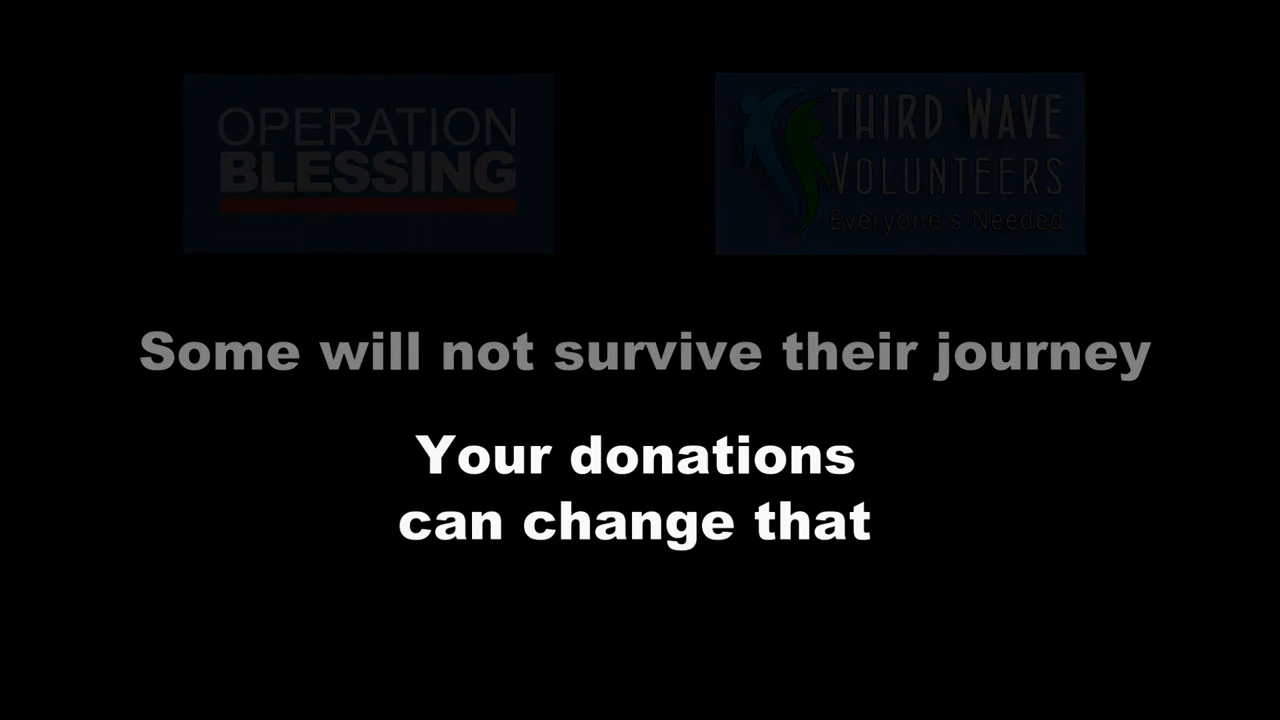 OPERATION
BLESSING
THIRD WAVE
VOLUNTEERS
Everyone's Needed
Some will not survive their journey
Your donations
can change that